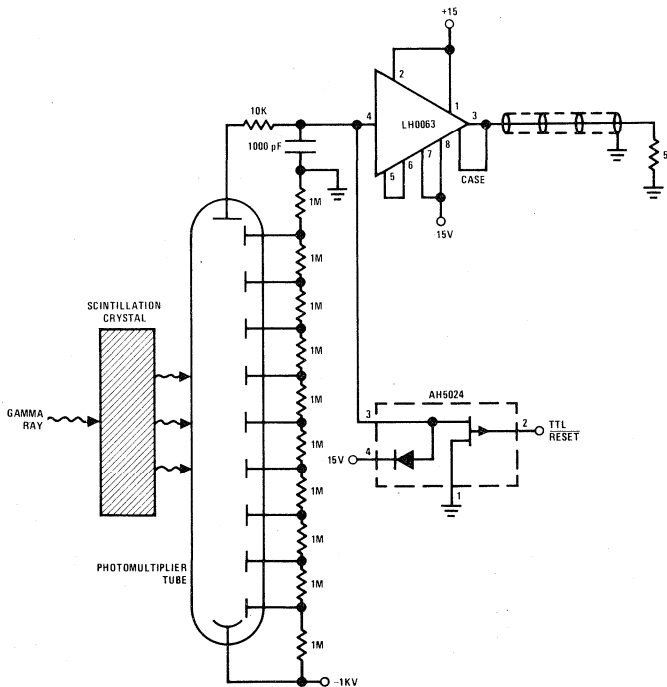 +15
2
10K
1
4
LH0063
3
1000 pF
8
7
6
5
CASE
5
15V
1M
1M
1M
1M
1M
1M
1M
1M
1M
1M
SCINTILLATION
CRYSTAL
GAMMA
RAY
AH5024
3
2
TTL
RESET
15V
4
1
PHOTOMULTIPLIER
TUBE
–1KV